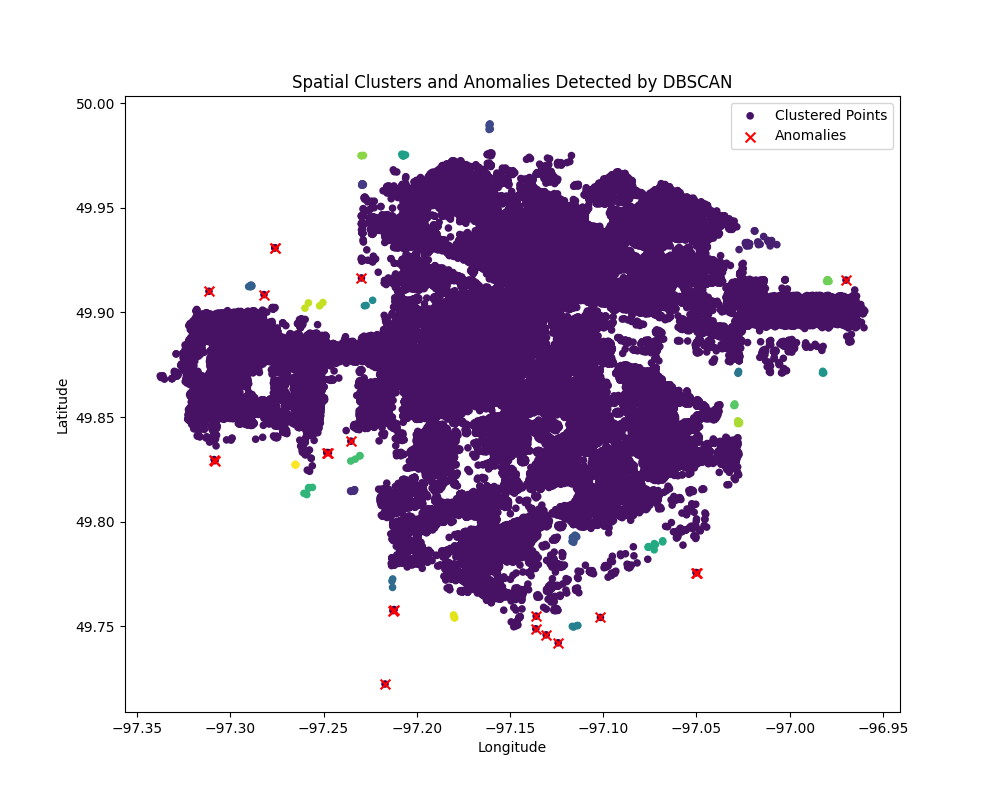 Spatial Clusters and Anomalies Detected by DBSCAN
Clustered Points
Anomalies
50.00
49.95
49.90
49.85
49.80
49.75
Latitude
−97.35 −97.30 −97.25 −97.20 −97.15 −97.10 −97.05 −97.00 −96.95
Longitude